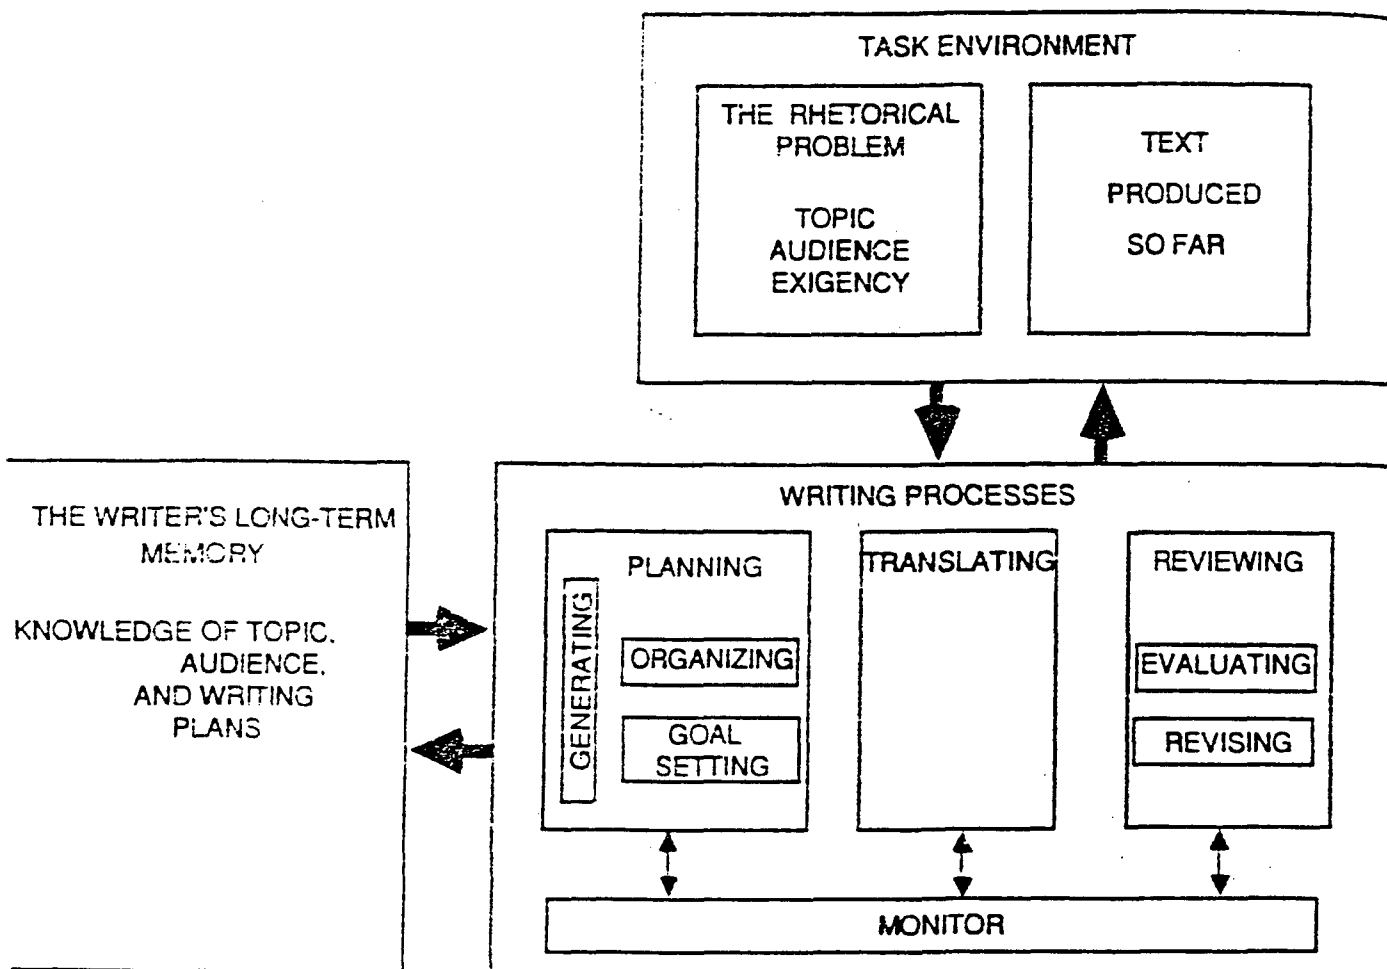 TASK ENVIRONMENT
THE RHETORICAL
PROBLEM
TOPIC
AUDIENCE
EXIGENCY
TEXT
PRODUCED
SO FAR
THE WRITER'S LONG-TERM
MEMORY
KNOWLEDGE OF TOPIC.
AUDIENCE.
AND WRITING
PLANS
WRITING PROCESSES
PLANNING
GENERATING
ORGANIZING
GOAL
SETTING
TRANSLATING
REVIEWING
EVALUATING
REVISING
MONITOR